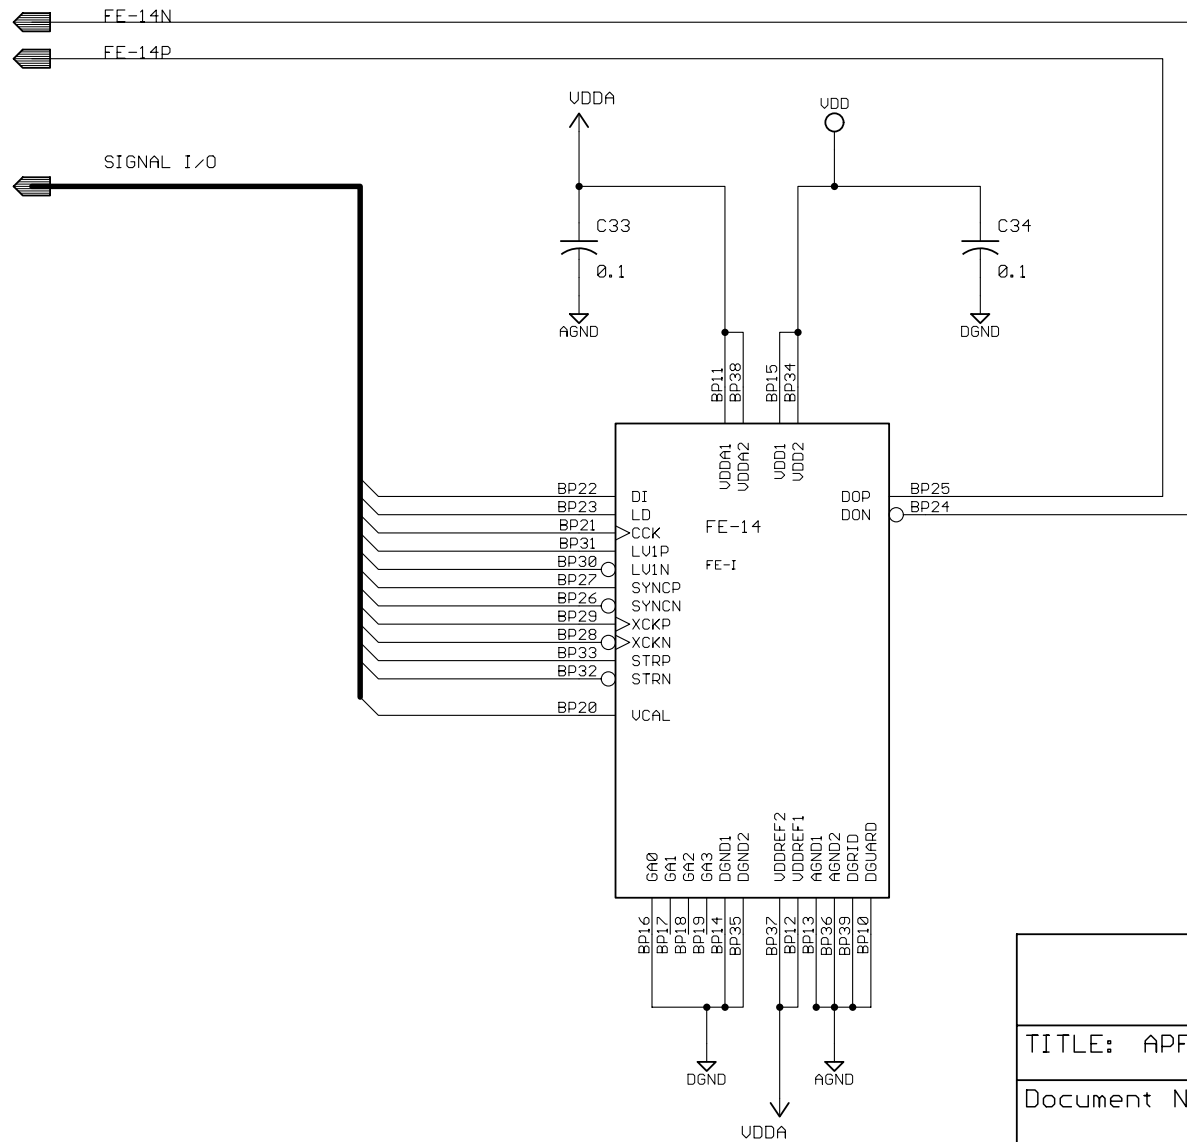 FE-14N
FE-14P
VDDA
VDD
SIGNAL I/O
C33
0.1
AGND
C34
0.1
DGND
BP11
BP38
BP15
BP34
VDDA1
VDDA2
VDD1
VDD2
BP22 DI
BP23 LD
BP21 CCK
BP31 LV1P
BP30 LV1N
BP27 SYNCP
BP26 SYNCN
BP29 XCKP
BP28 XCKN
BP33 STRP
BP32 STRN
BP20 VCAL
DOP BP25
DON BP24
FE-14
FE-I
GA0
GA1
GA2
GA3
DGND1
DGND2
VDDREF2
VDDREF1
AGND1
AGND2
DGRID
DGUARD
BP16
BP17
BP18
BP19
BP14
BP35
BP37
BP12
BP13
BP36
BP39
BP10
DGND
AGND
VDDA
TITLE:
Document